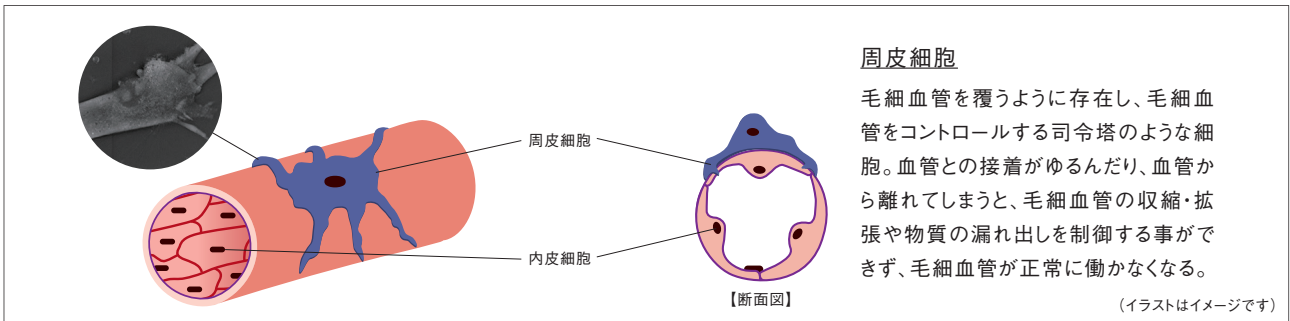 周皮細胞
毛細血管を覆うように存在し、毛細血
管をコントロールする司令塔のような細
胞。血管との接着がゆるんだり、血管か
ら離れてしまうと、毛細血管の収縮・拡
張や物質の漏れ出しを制御する事がで
きず、毛細血管が正常に働かなくなる。
周皮細胞
内皮細胞
【断面図】
(イラストはイメージです)